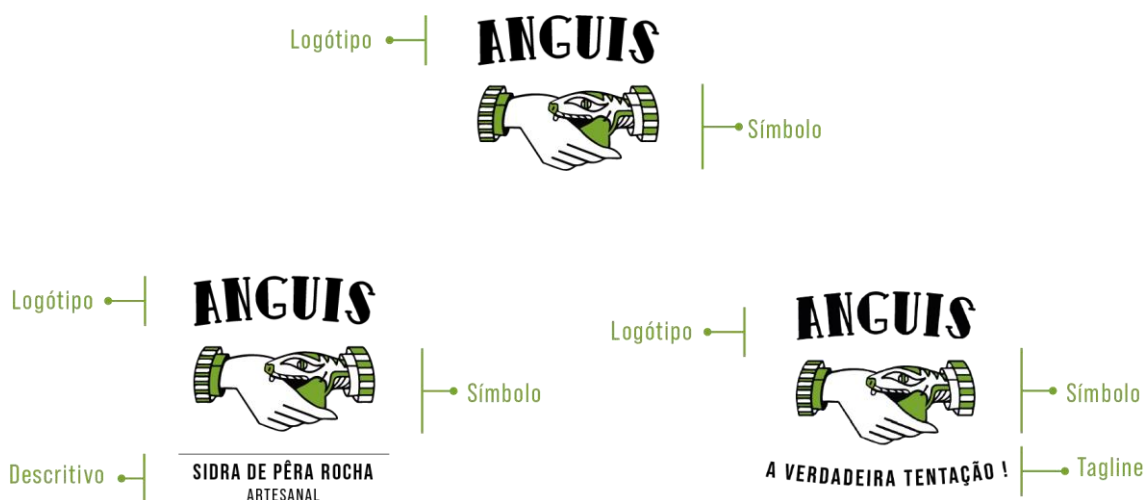 Logótipo
ANGUIS
Símbolo
Logótipo
ANGUIS
Símbolo
Descritivo
SIDRA DE PÊRA ROCHA
ARTESANAL
Logótipo
ANGUIS
Símbolo
A VERDADEIRA TENTAÇÃO !
Tagline